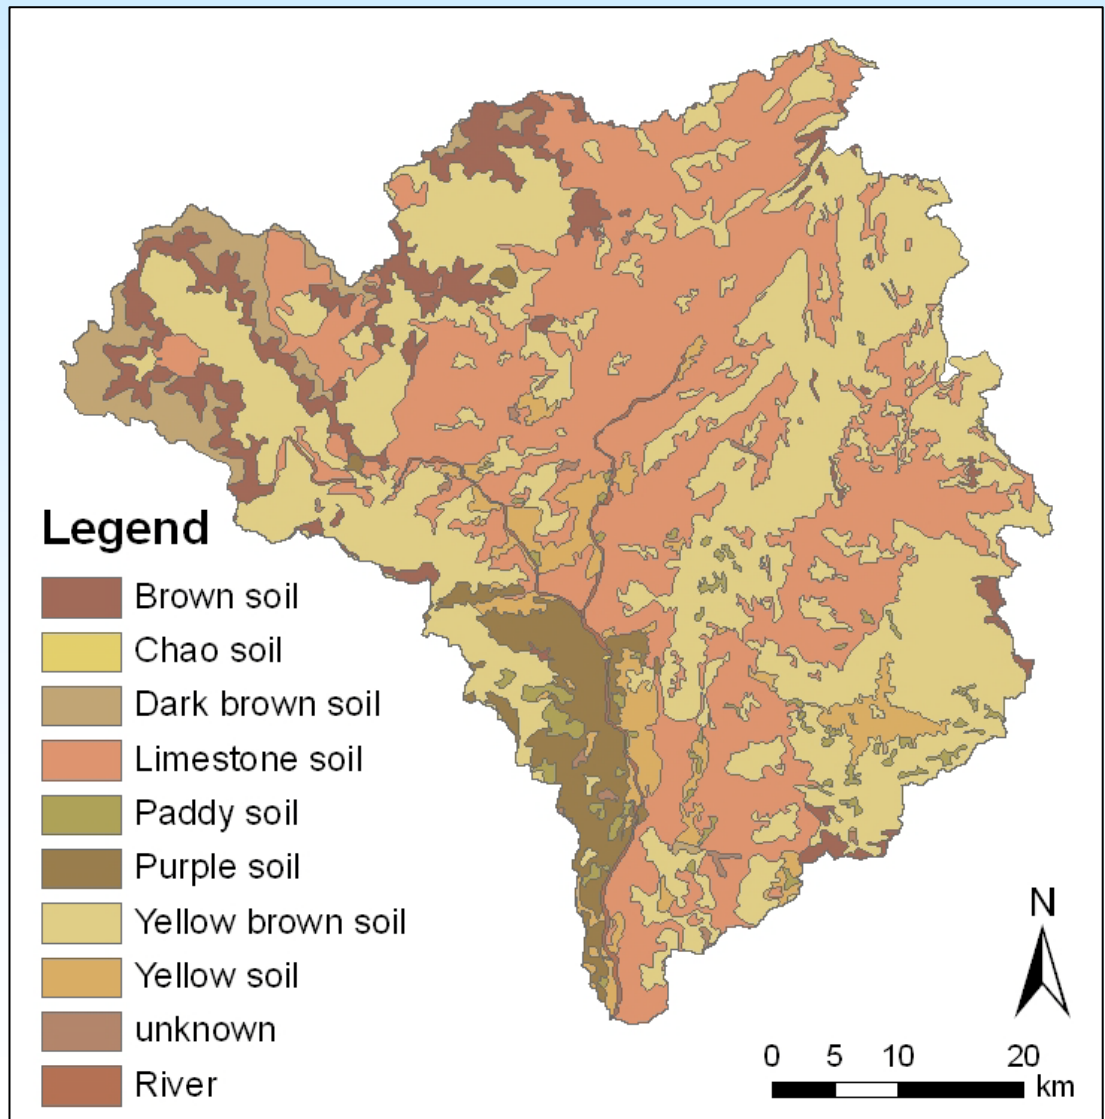 Legend
Brown soil
Chao soil
Dark brown soil
Limestone soil
Paddy soil
Purple soil
Yellow brown soil
Yellow soil
unknown
River
N
0 5 10 20
km